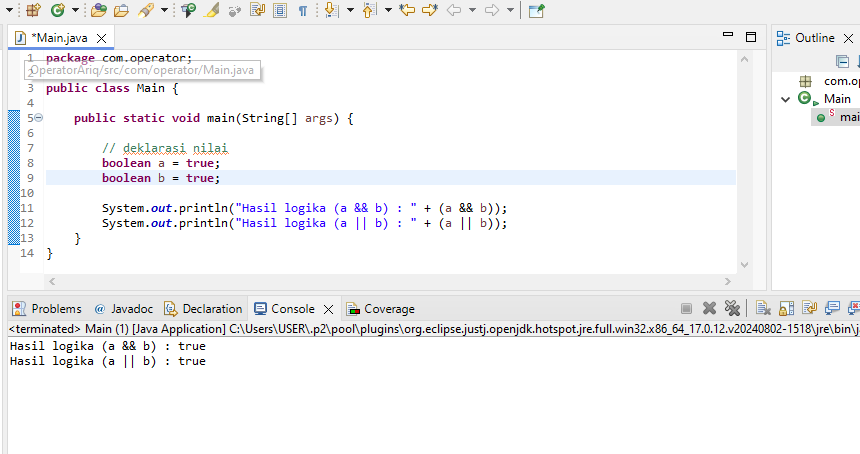 *Main.java
Outline
1 package com.operator;
OperatorAriq/src/com/operator/Main.java
2
3 public class Main {
4
5 public static void main(String[] args) {
6
7 // deklarasi nilai
8 boolean a = true;
9 boolean b = true;
10
11 System.out.println("Hasil logika (a && b) : " + (a && b));
12 System.out.println("Hasil logika (a || b) : " + (a || b));
13 }
14 }
com.op
Main
S
mai
Problems
@ Javadoc
Declaration
Console
Coverage
<terminated> Main (1) [Java Application] C:\Users\USER\.p2\pool\plugins\org.eclipse.justj.openjdk.hotspot.jre.full.win32.x86_64_17.0.12.v20240802-1518\jre\bin\j
Hasil logika (a && b) : true
Hasil logika (a || b) : true